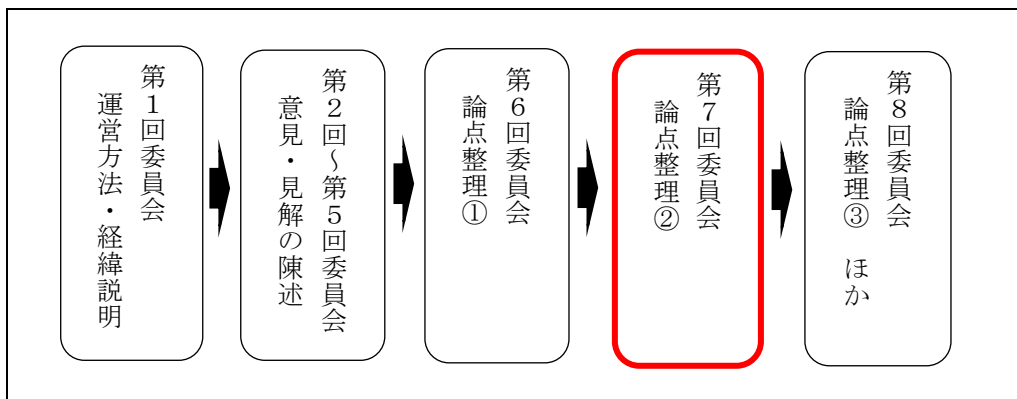 第１回委員会
運営方法・経緯説明
第２回～第５回委員会
意見・見解の陳述
第６回委員会
論点整理①
第７回委員会
論点整理②
第８回委員会
論点整理③　ほか